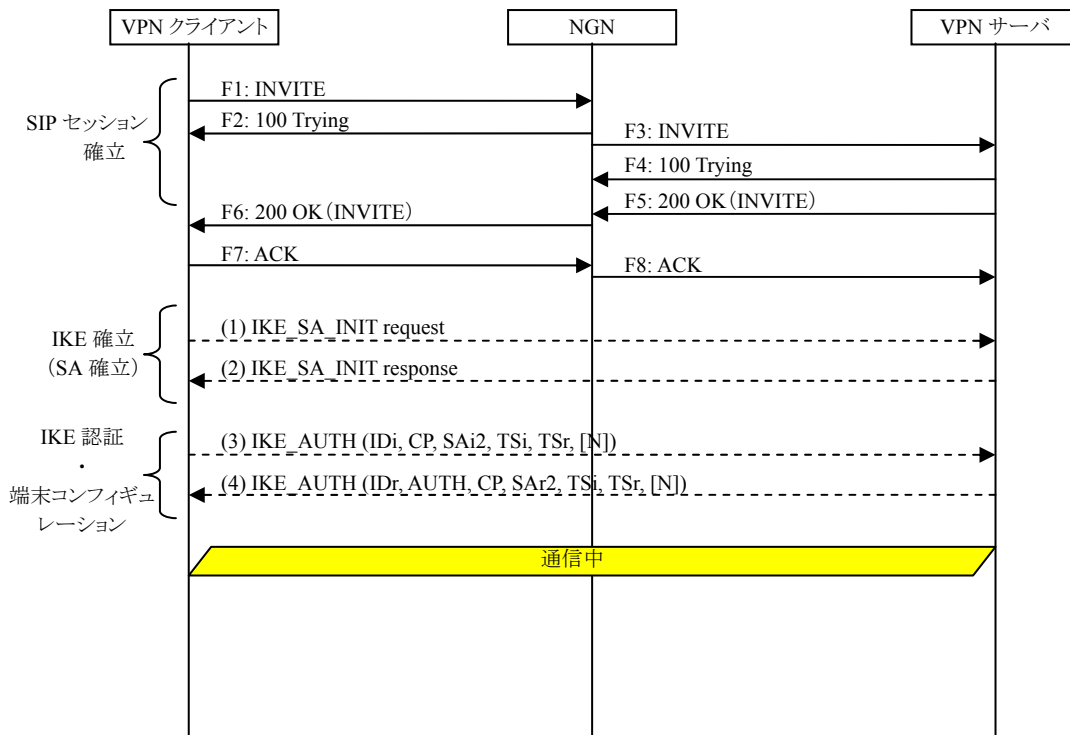 VPN クライアント
NGN
VPN サーバ
SIP セッション
確立
F1: INVITE
F2: 100 Trying
F3: INVITE
F4: 100 Trying
F5: 200 OK（INVITE）
F6: 200 OK（INVITE）
F7: ACK
F8: ACK
IKE 確立
（SA 確立）
(1) IKE_SA_INIT request
(2) IKE_SA_INIT response
IKE 認証
・
端末コンフィギュ
レーション
(3) IKE_AUTH (IDi, CP, SAi2, TSi, TSr, [N])
(4) IKE_AUTH (IDr, AUTH, CP, SAr2, TSi, TSr, [N])
通信中